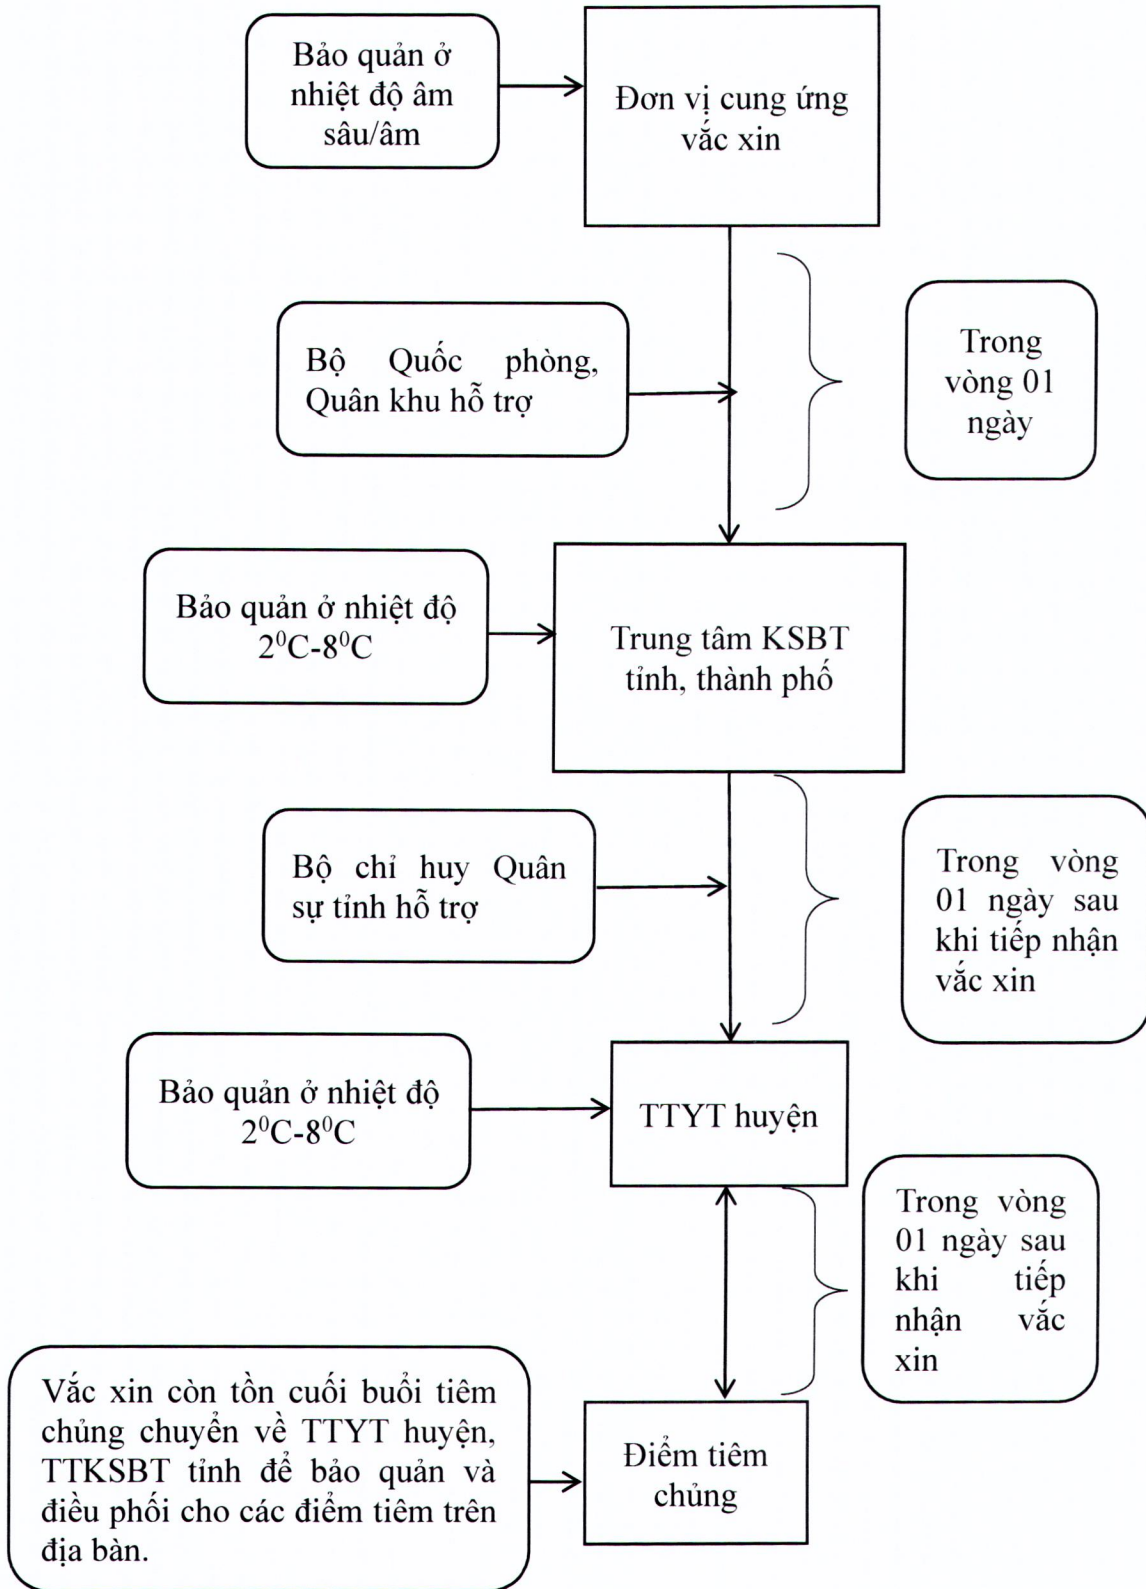 Bảo quản ở
nhiệt độ âm
sâu/âm
Đơn vị cung ứng
vắc xin
Bộ Quốc phòng,
Quân khu hỗ trợ
Trong
vòng 01
ngày
Bảo quản ở nhiệt độ
2⁰C-8⁰C
Trung tâm KSBT
tỉnh, thành phố
Bộ chỉ huy Quân
sự tỉnh hỗ trợ
Trong vòng
01 ngày sau
khi tiếp nhận
vắc xin
Bảo quản ở nhiệt độ
2⁰C-8⁰C
TTYT huyện
Trong vòng
01 ngày sau
khi tiếp
nhận vắc
xin
Vắc xin còn tồn cuối buổi tiêm
chủng chuyển về TTYT huyện,
TTKSBT tỉnh để bảo quản và
điều phối cho các điểm tiêm trên
địa bàn.
Điểm tiêm
chủng